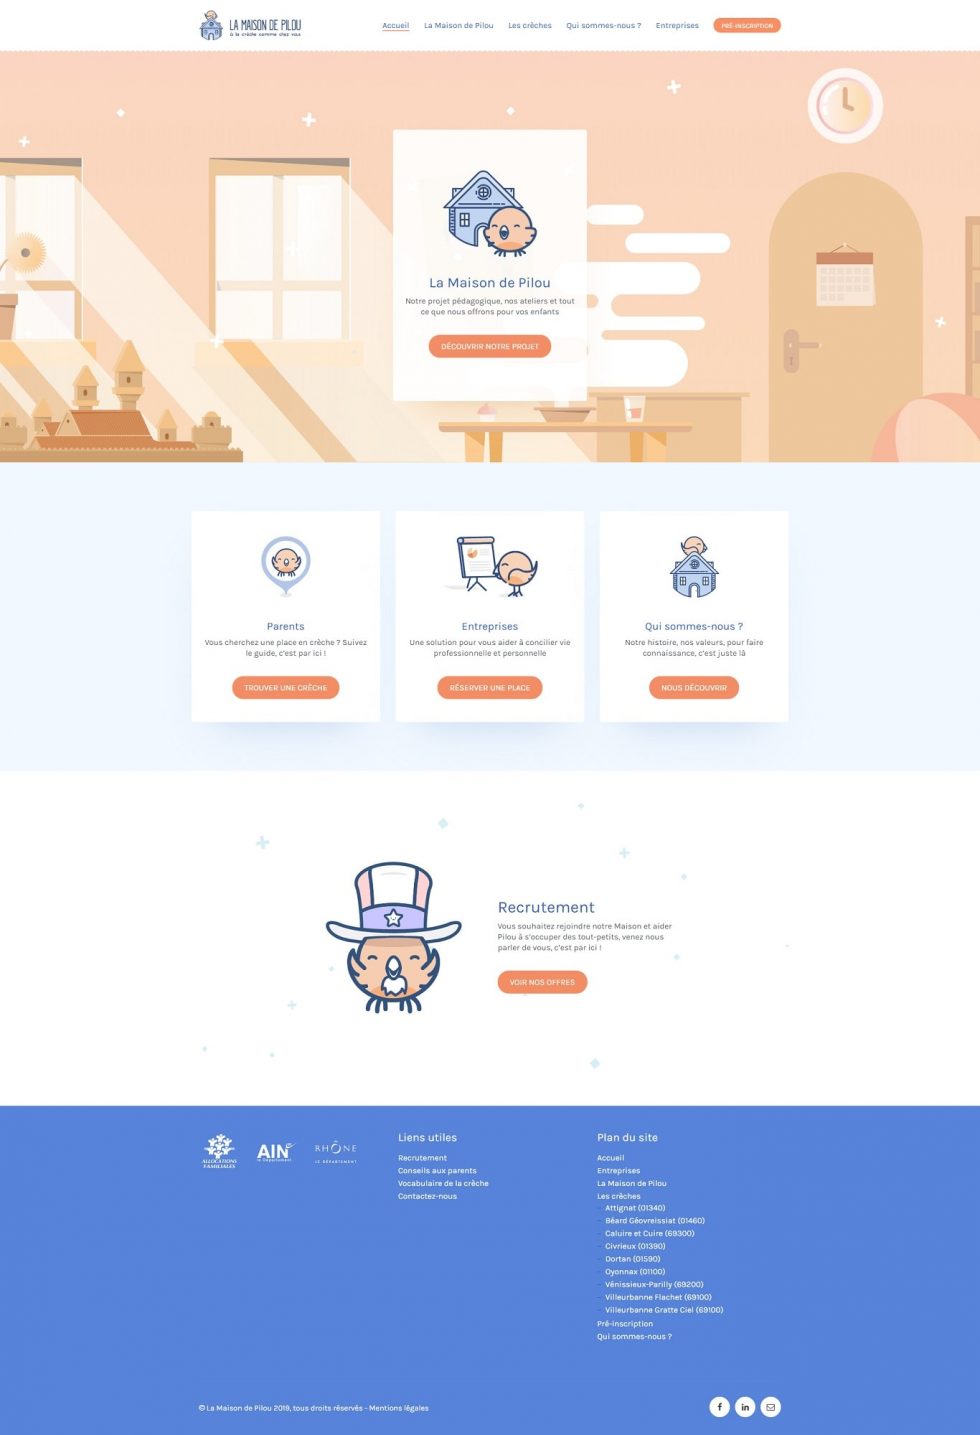 LA MAISON DE PILOU
à la crèche comme chez vous
Accueil
La Maison de Pilou
Les crèches
Qui sommes-nous ?
Entreprises
PRÉ-INSCRIPTION
La Maison de Pilou
Notre projet pédagogique, nos ateliers et tout
ce que nous offrons pour vos enfants
DÉCOUVRIR NOTRE PROJET
Parents
Vous cherchez une place en crèche ? Suivez
le guide, c'est par ici !
TROUVER UNE CRÈCHE
Entreprises
Une solution pour vous aider à concilier vie
professionnelle et personnelle
RÉSERVER UNE PLACE
Qui sommes-nous ?
Notre histoire, nos valeurs, pour faire
connaissance, c'est juste là
NOUS DÉCOUVRIR
Recrutement
Vous souhaitez rejoindre notre Maison et aider
Pilou à s'occuper des tout-petits, venez nous
parler de vous, c'est par ici !
VOIR NOS OFFRES
ALLOCATIONS
FAMILIALES
AIN
le Département
RHÔNE
LE DÉPARTEMENT
Liens utiles
Recrutement
Conseils aux parents
Vocabulaire de la crèche
Contactez-nous
Plan du site
Accueil
Entreprises
La Maison de Pilou
Les crèches
– Attignat (01340)
– Béard Géovreissiat (01460)
– Caluire et Cuire (69300)
– Civrieux (01390)
– Dortan (01590)
– Oyonnax (01100)
– Vénissieux-Parilly (69200)
– Villeurbanne Flachet (69100)
– Villeurbanne Gratte Ciel (69100)
Pré-inscription
Qui sommes-nous ?
© La Maison de Pilou 2019, tous droits réservés - Mentions légales